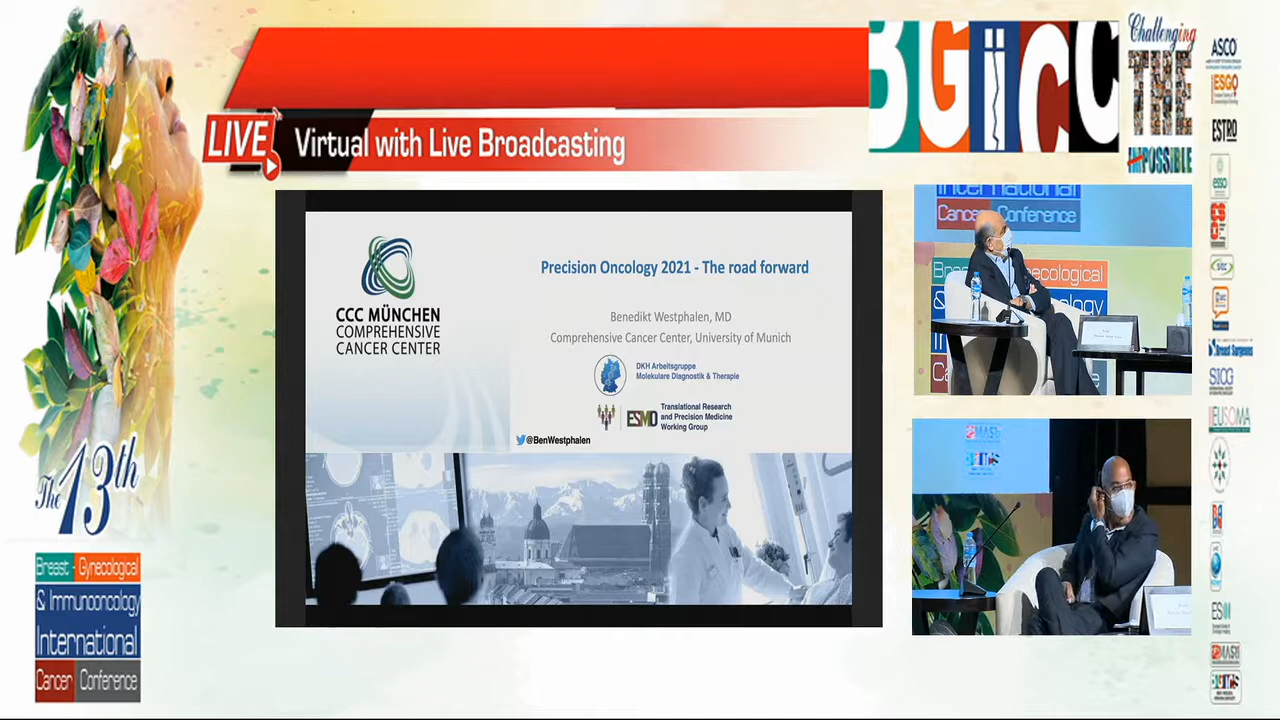 BGiCC
Challenging
THE
IMPOSSIBLE
LIVE
Virtual with Live Broadcasting
CCC MÜNCHEN
COMPREHENSIVE
CANCER CENTER
Precision Oncology 2021 - The road forward
Benedikt Westphalen, MD
Comprehensive Cancer Center, University of Munich
DKH Arbeitsgruppe
Molekulare Diagnostik & Therapie
ESMO
Translational Research
and Precision Medicine
Working Group
@BenWestphalen
The 13th
Breast - Gynecological
& Immunooncology
International
Cancer Conference
International
Cancer Conference
ASCO
ESGO
ESTRO
SIOG
EUSOMA